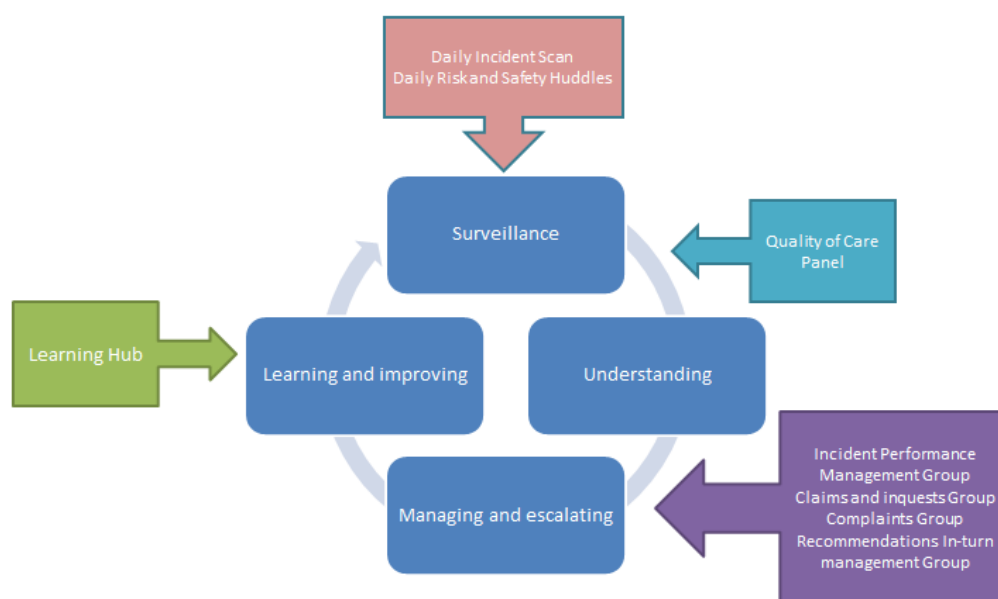 Daily Incident Scan
Daily Risk and Safety Huddles
Surveillance
Quality of Care
Panel
Learning Hub
Learning and improving
Understanding
Managing and escalating
Incident Performance
Management Group
Claims and inquests Group
Complaints Group
Recommendations In-turn
management Group